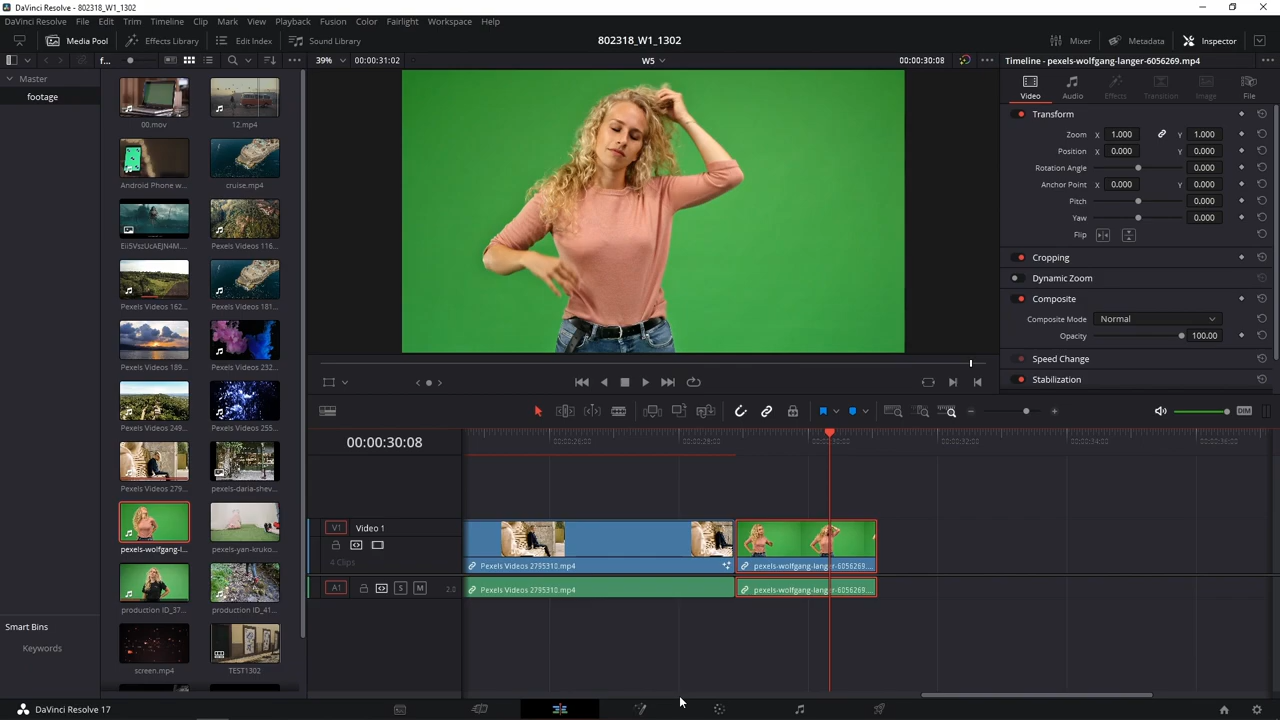 DaVinci Resolve - 802318_W1_1302
DaVinci Resolve File Edit Trim Timeline Clip Mark View Playback Fusion Color Fairlight Workspace Help
Media Pool Effects Library Edit Index Sound Library 802318_W1_1302 Mixer Metadata Inspector
f... 39% 00:00:31:02 W5 00:00:30:08 Timeline - pexels-wolfgang-langer-6056269.mp4
Master
footage
00.mov 12.mp4
Android Phone w... cruise.mp4
EiI5VszUcAEJN4M.... Pexels Videos 116...
Pexels Videos 162... Pexels Videos 181...
Pexels Videos 189... Pexels Videos 232...
Pexels Videos 249... Pexels Videos 255...
Pexels Videos 279... pexels-daria-shev...
pexels-wolfgang-l... pexels-yan-kruko...
production ID_37... production ID_41...
screen.mp4 TEST1302
Smart Bins
Keywords
Video Audio Effects Transition Image File
Transform
Zoom X 1.000 Y 1.000
Position X 0.000 Y 0.000
Rotation Angle 0.000
Anchor Point X 0.000 Y 0.000
Pitch 0.000
Yaw 0.000
Flip
Cropping
Dynamic Zoom
Composite
Composite Mode Normal
Opacity 100.00
Speed Change
Stabilization
DIM
00:00:30:08
V1 Video 1
4 Clips
Pexels Videos 2795310.mp4 pexels-wolfgang-langer-6056269....
A1 S M 2.0 Pexels Videos 2795310.mp4 pexels-wolfgang-langer-6056269....
DaVinci Resolve 17